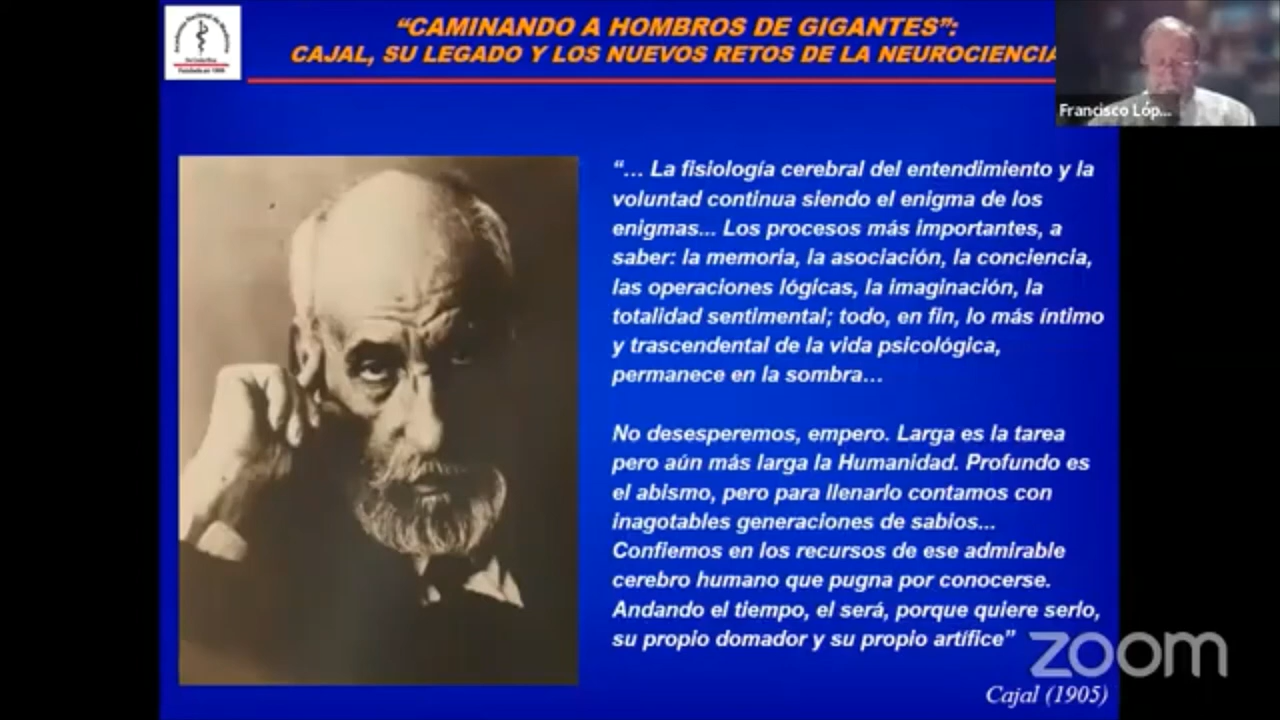 “CAMINANDO A HOMBROS DE GIGANTES”:
CAJAL, SU LEGADO Y LOS NUEVOS RETOS DE LA NEUROCIENCIA
Francisco Lóp...
“... La fisiología cerebral del entendimiento y la
voluntad continua siendo el enigma de los
enigmas... Los procesos más importantes, a
saber: la memoria, la asociación, la conciencia,
las operaciones lógicas, la imaginación, la
totalidad sentimental; todo, en fin, lo más íntimo
y trascendental de la vida psicológica,
permanece en la sombra...
No desesperemos, empero. Larga es la tarea
pero aún más larga la Humanidad. Profundo es
el abismo, pero para llenarlo contamos con
inagotables generaciones de sabios...
Confiemos en los recursos de ese admirable
cerebro humano que pugna por conocerse.
Andando el tiempo, el será, porque quiere serlo,
su propio domador y su propio artífice”
zoom
Cajal (1905)